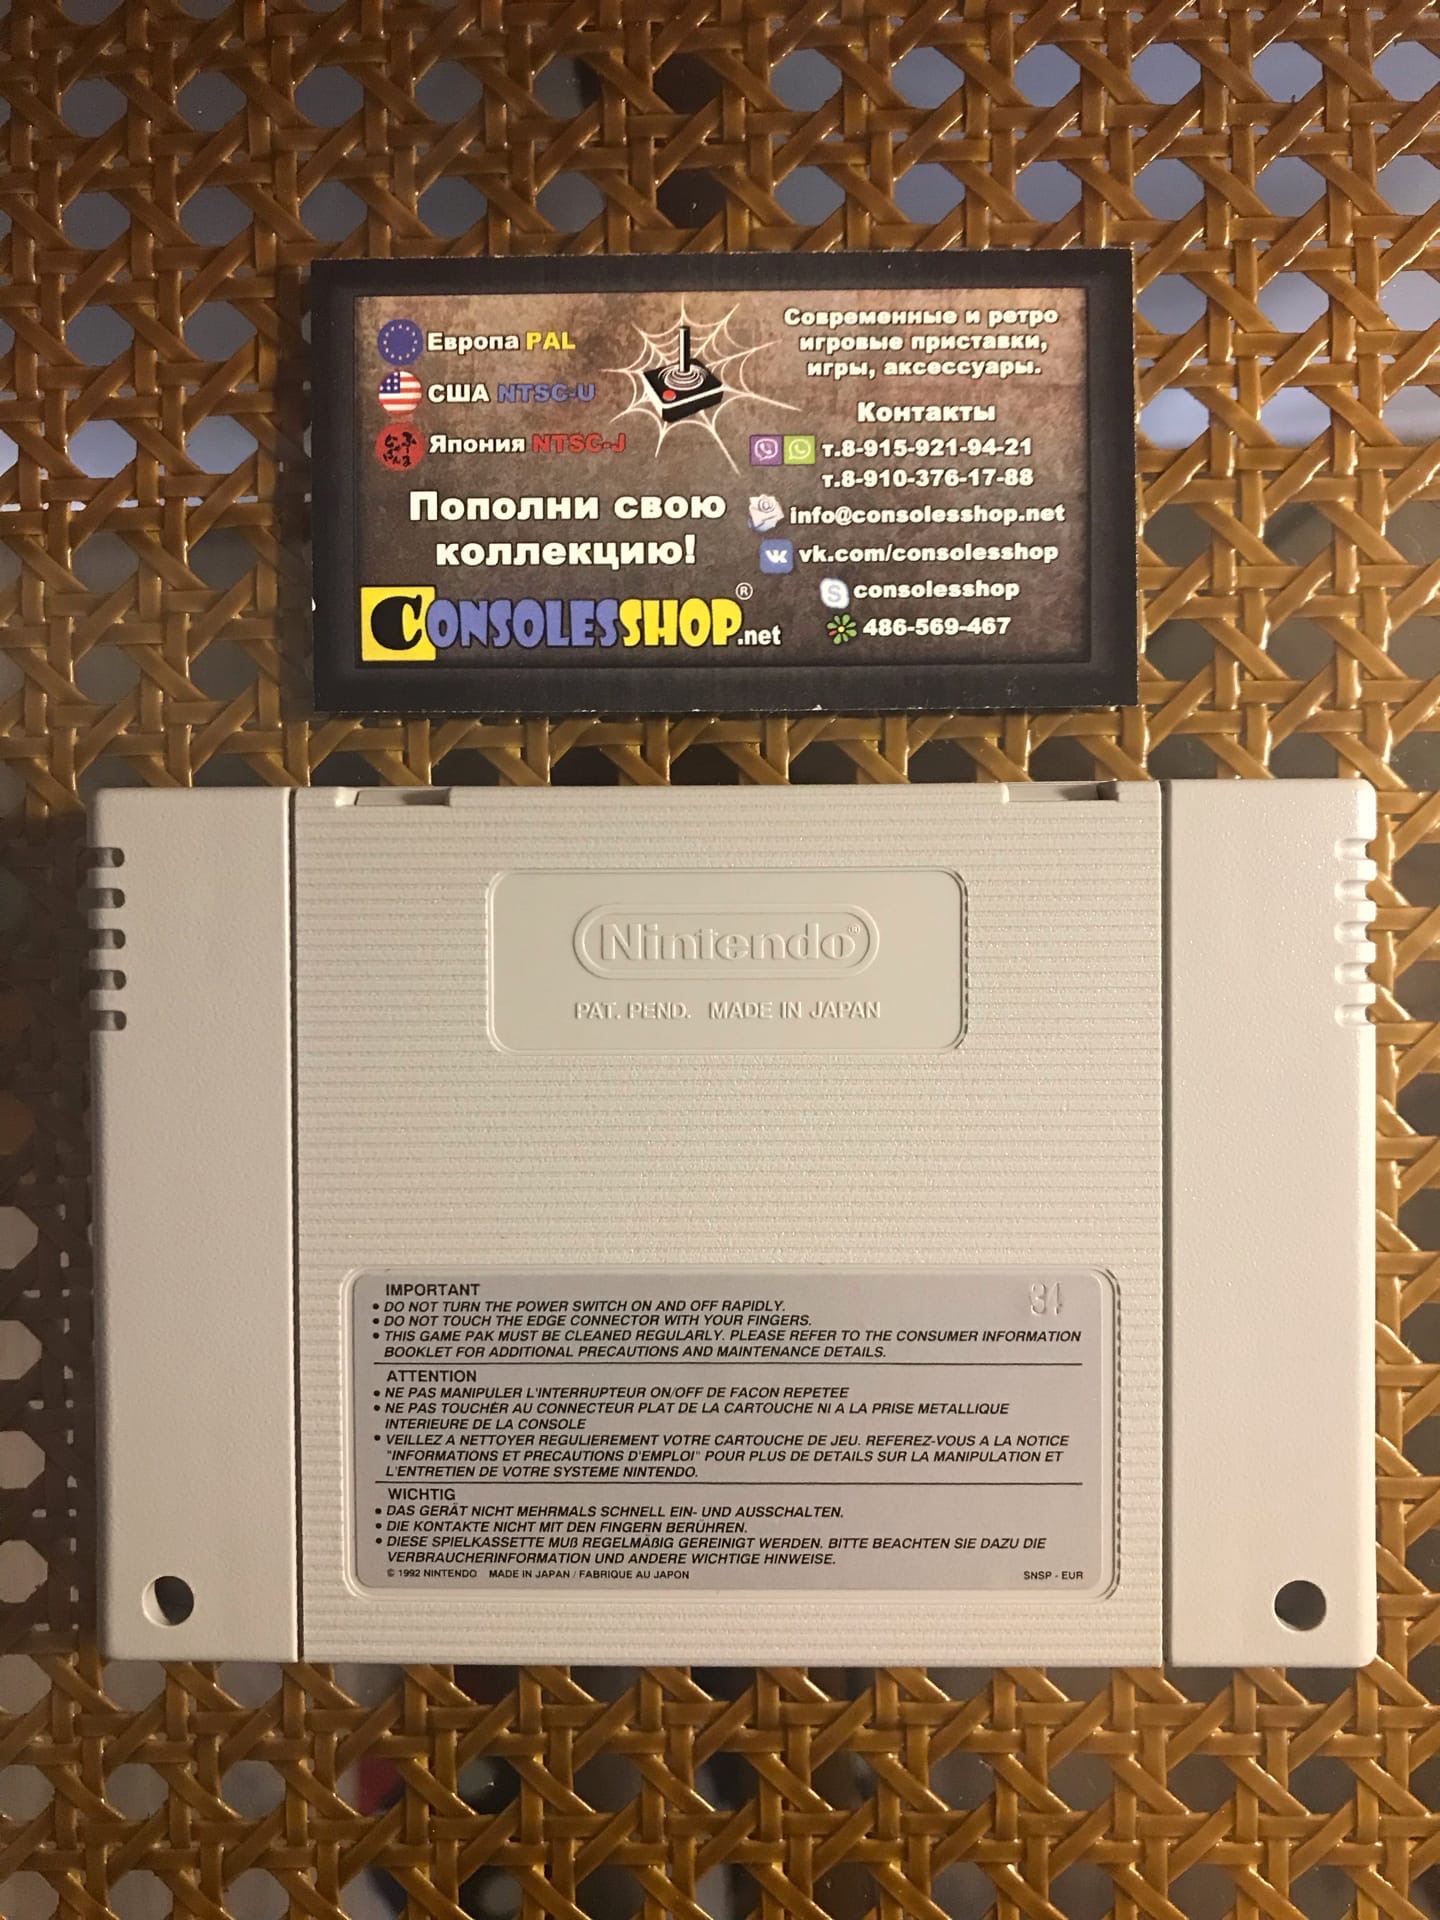 Европа PAL
США NTSC-U
Япония NTSC-J
Пополни свою
коллекцию!
CONSOLESSHOP®.net
Современные и ретро
игровые приставки,
игры, аксессуары.
Контакты
т.8-915-921-94-21
т.8-910-376-17-88
info@consolesshop.net
vk.com/consolesshop
consolesshop
486-569-467
Nintendo®
PAT. PEND. MADE IN JAPAN
IMPORTANT
31
• DO NOT TURN THE POWER SWITCH ON AND OFF RAPIDLY.
• DO NOT TOUCH THE EDGE CONNECTOR WITH YOUR FINGERS.
• THIS GAME PAK MUST BE CLEANED REGULARLY. PLEASE REFER TO THE CONSUMER INFORMATION
BOOKLET FOR ADDITIONAL PRECAUTIONS AND MAINTENANCE DETAILS.
ATTENTION
• NE PAS MANIPULER L'INTERRUPTEUR ON/OFF DE FACON REPETEE
• NE PAS TOUCHER AU CONNECTEUR PLAT DE LA CARTOUCHE NI A LA PRISE METALLIQUE
INTERIEURE DE LA CONSOLE
• VEILLEZ A NETTOYER REGULIEREMENT VOTRE CARTOUCHE DE JEU. REFEREZ-VOUS A LA NOTICE
"INFORMATIONS ET PRECAUTIONS D'EMPLOI" POUR PLUS DE DETAILS SUR LA MANIPULATION ET
L'ENTRETIEN DE VOTRE SYSTEME NINTENDO.
WICHTIG
• DAS GERÄT NICHT MEHRMALS SCHNELL EIN- UND AUSSCHALTEN.
• DIE KONTAKTE NICHT MIT DEN FINGERN BERÜHREN.
• DIESE SPIELKASSETTE MUß REGELMÄßIG GEREINIGT WERDEN. BITTE BEACHTEN SIE DAZU DIE
VERBRAUCHERINFORMATION UND ANDERE WICHTIGE HINWEISE.
© 1992 NINTENDO MADE IN JAPAN / FABRIQUE AU JAPON SNSP - EUR